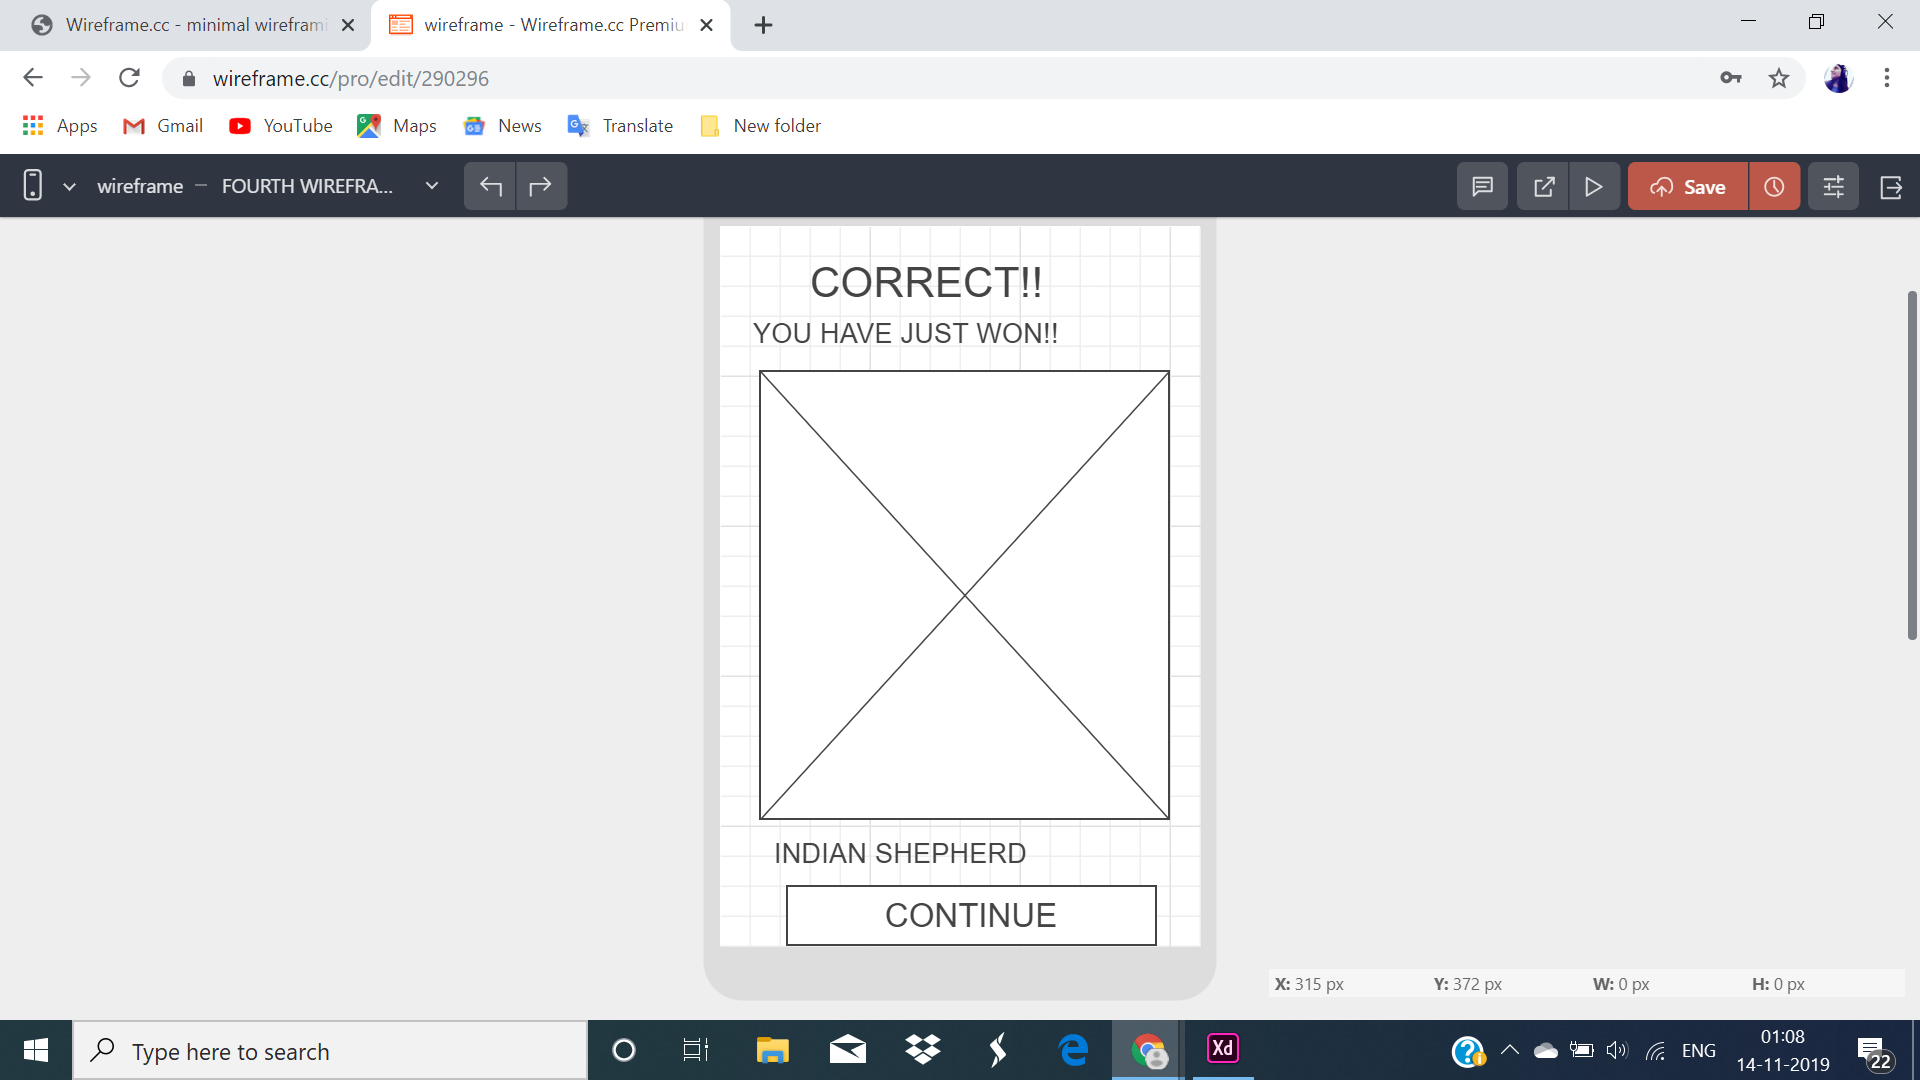 Wireframe.cc - minimal wireframi
wireframe - Wireframe.cc Premiu
wireframe.cc/pro/edit/290296
Apps Gmail YouTube Maps News Translate New folder
wireframe – FOURTH WIREFRA... Save
CORRECT!!
YOU HAVE JUST WON!!
INDIAN SHEPHERD
CONTINUE
X: 315 px Y: 372 px W: 0 px H: 0 px
Type here to search
Xd
ENG
01:08
14-11-2019
22